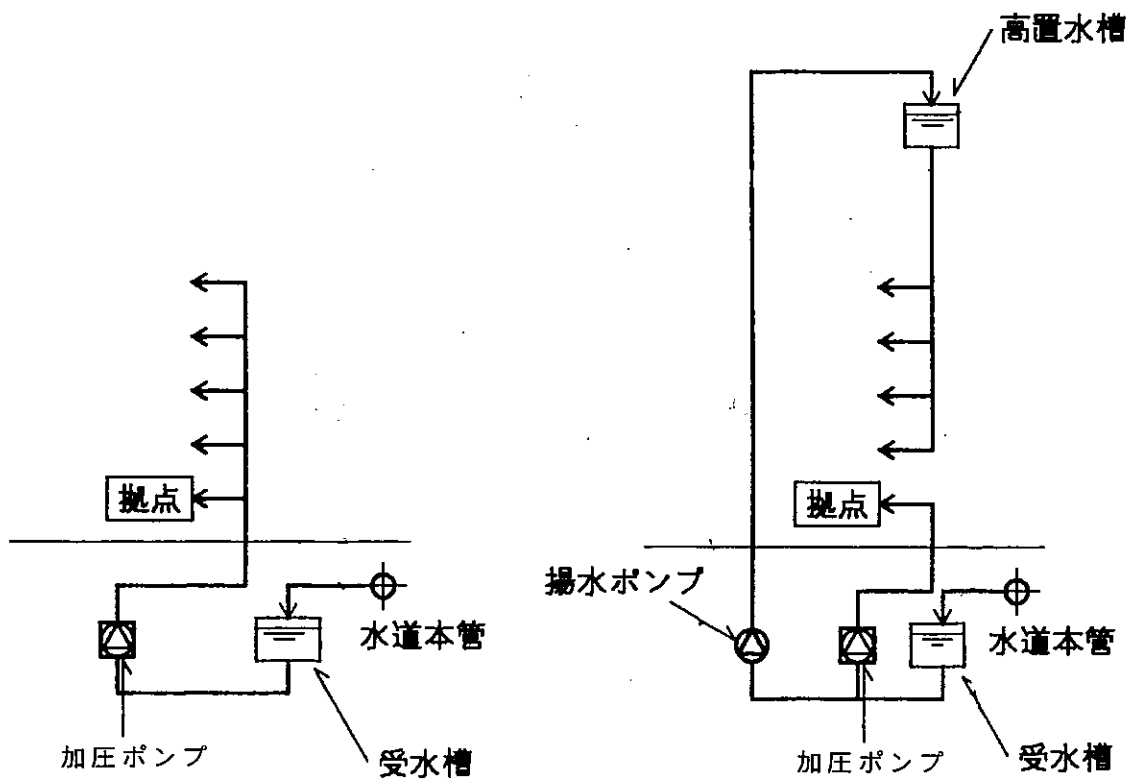 高置水槽
拠点
拠点
揚水ポンプ
水道本管
水道本管
加圧ポンプ
受水槽
加圧ポンプ
受水槽